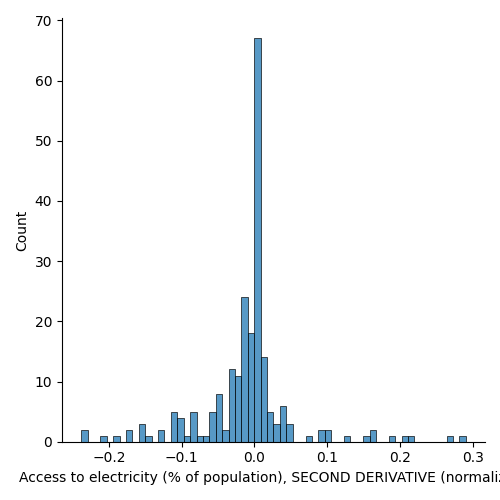 70
60
50
40
30
20
10
0
Count
−0.2 −0.1 0.0 0.1 0.2 0.3
Access to electricity (% of population), SECOND DERIVATIVE (normaliz